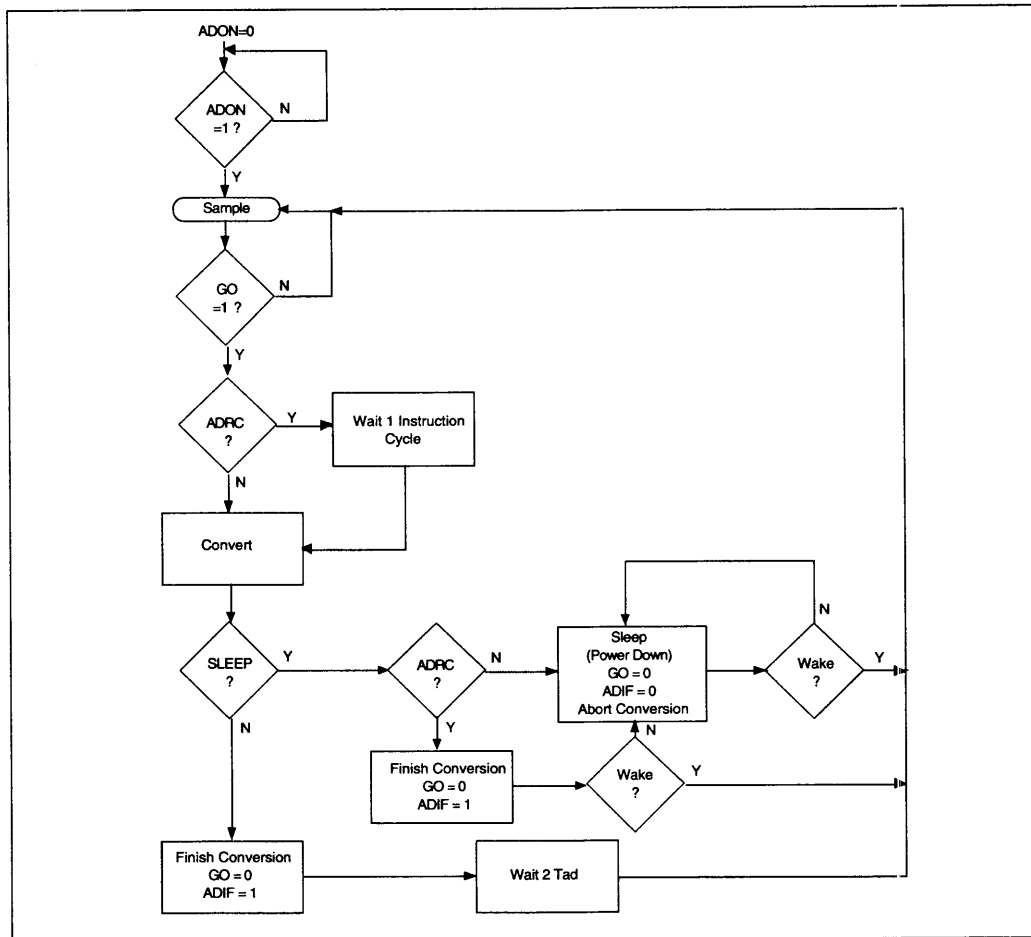 ADON=0
ADON
=1 ?
N
Y
Sample
GO
=1 ?
N
Y
ADRC
?
Y
Wait 1 Instruction
Cycle
N
Convert
SLEEP
?
Y
ADRC
?
N
Sleep
(Power Down)
GO = 0
ADIF = 0
Abort Conversion
N
Wake
?
Y
N
Y
Finish Conversion
GO = 0
ADIF = 1
N
Wake
?
Y
Finish Conversion
GO = 0
ADIF = 1
Wait 2 Tad